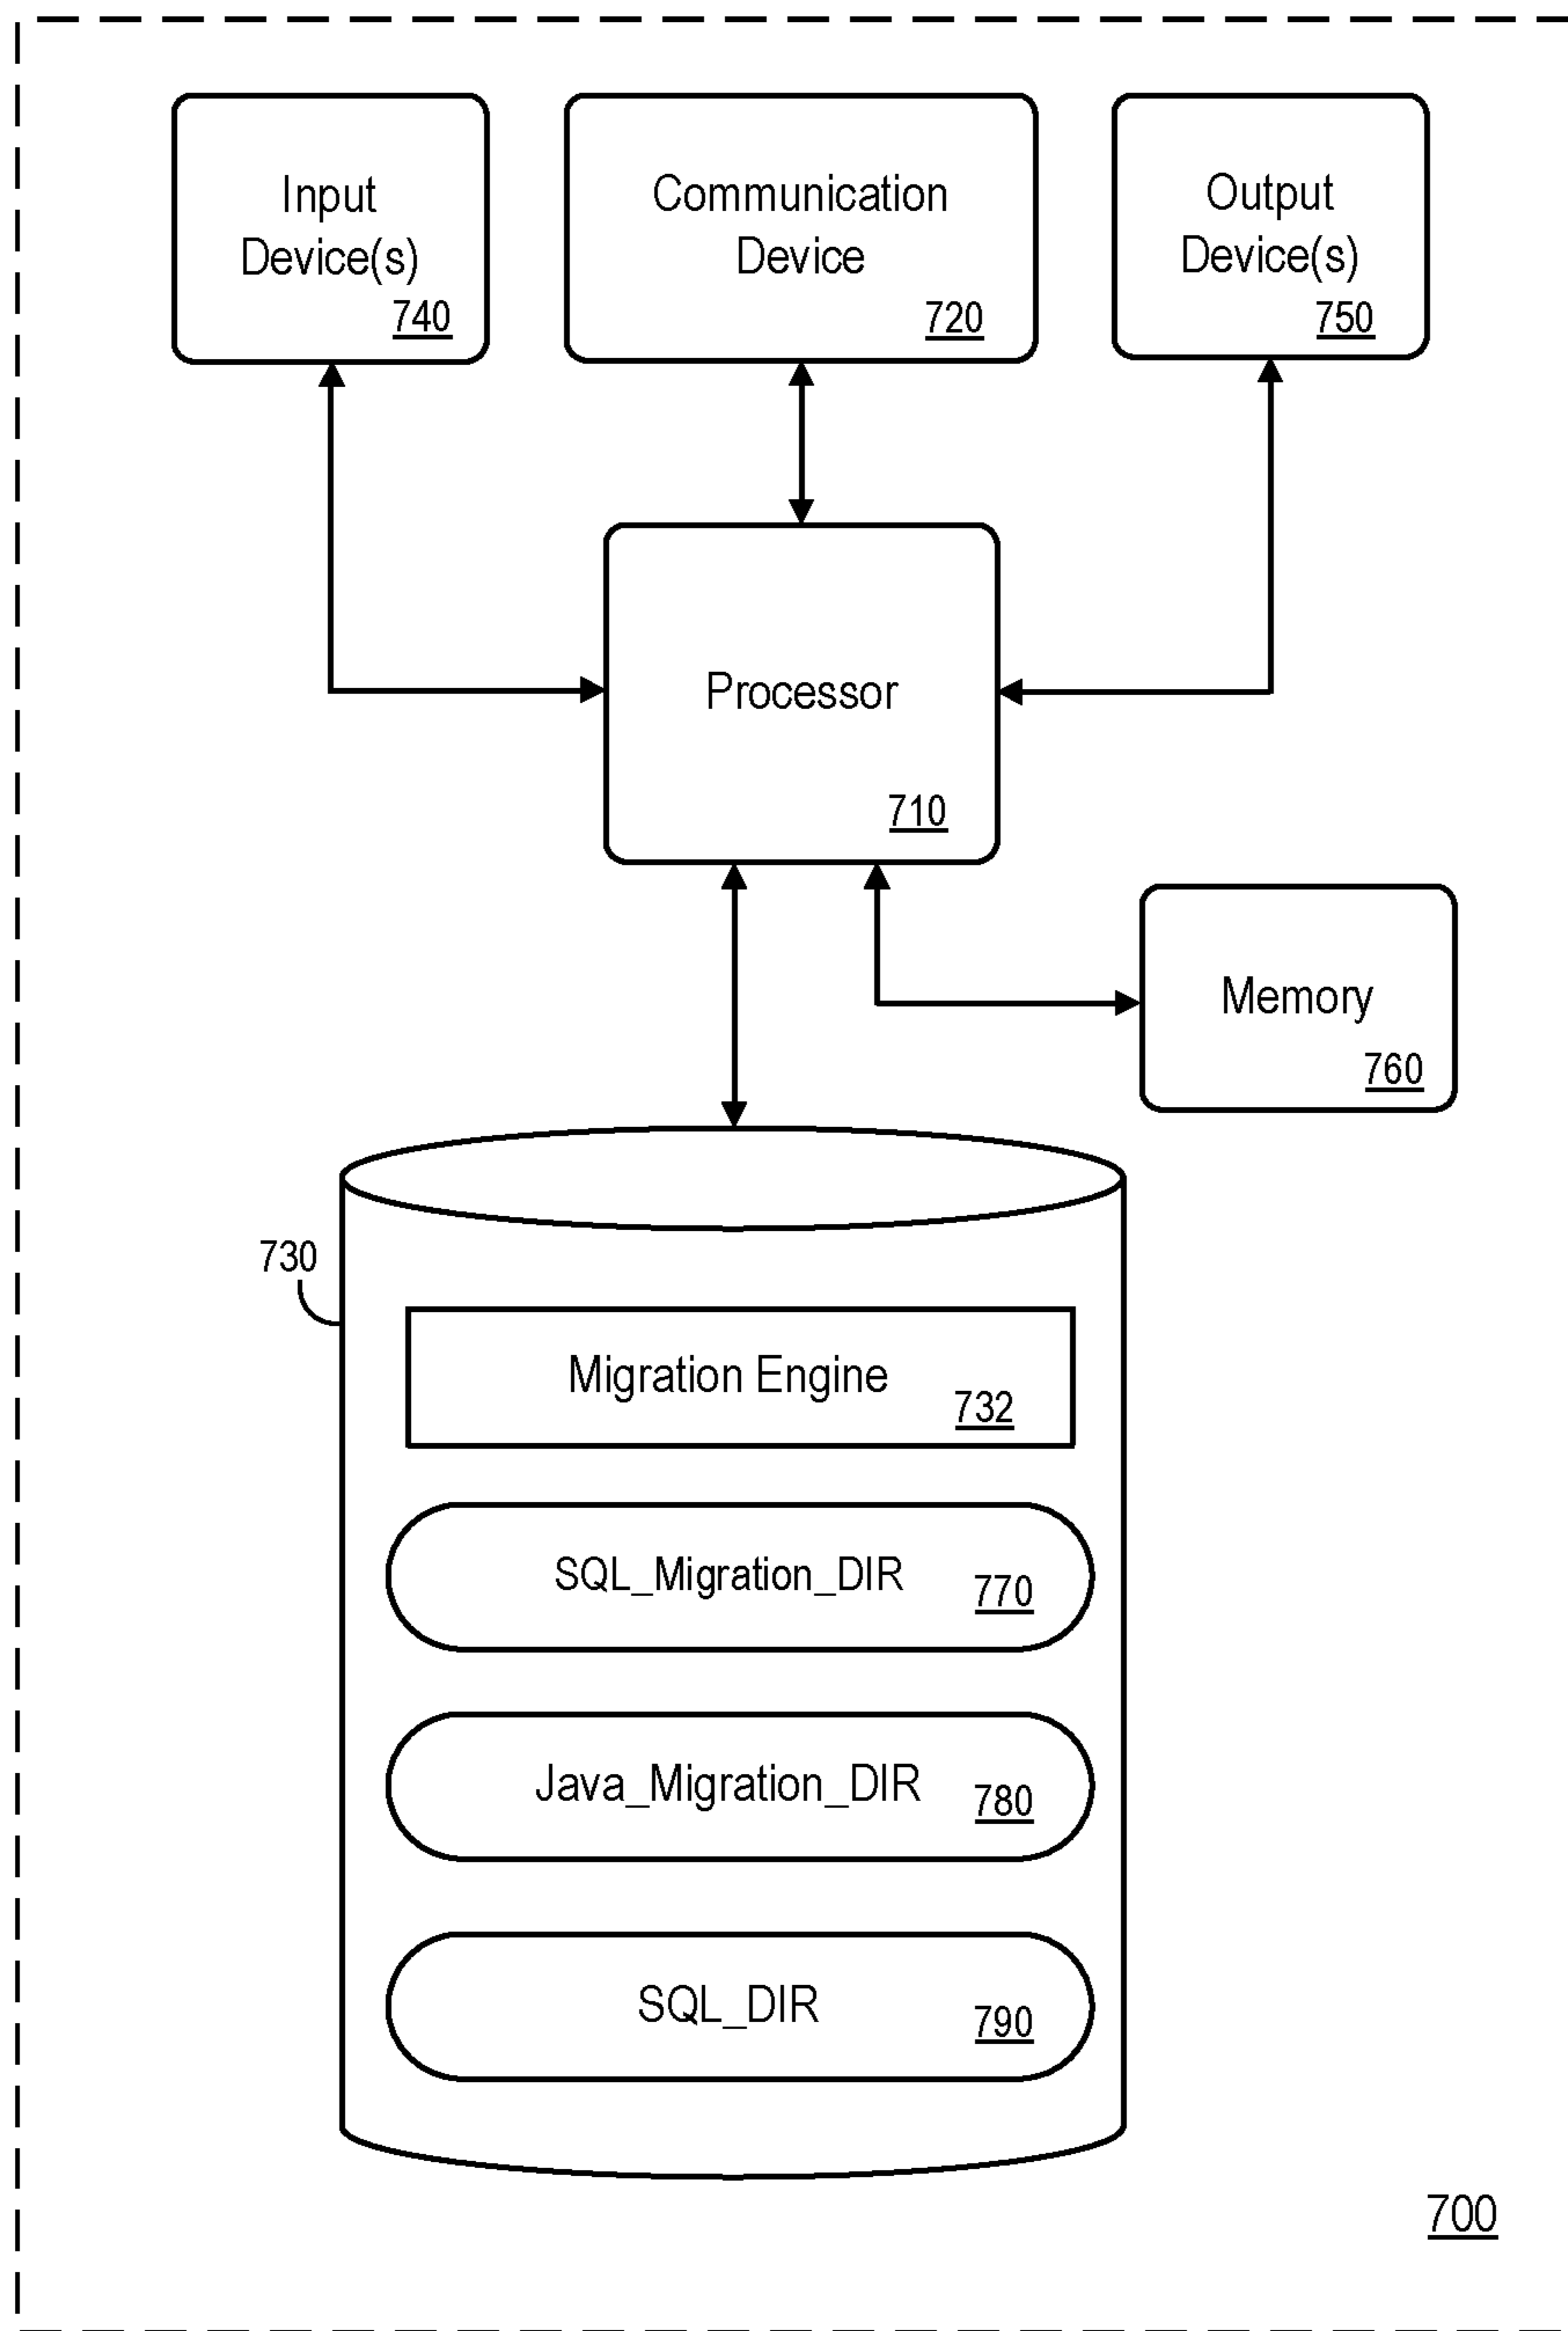 Input
Device(s)
740
Communication
Device
720
Output
Device(s)
750
Processor
710
Memory
760
730
Migration Engine
732
SQL_Migration_DIR
770
Java_Migration_DIR
780
SQL_DIR
790
700